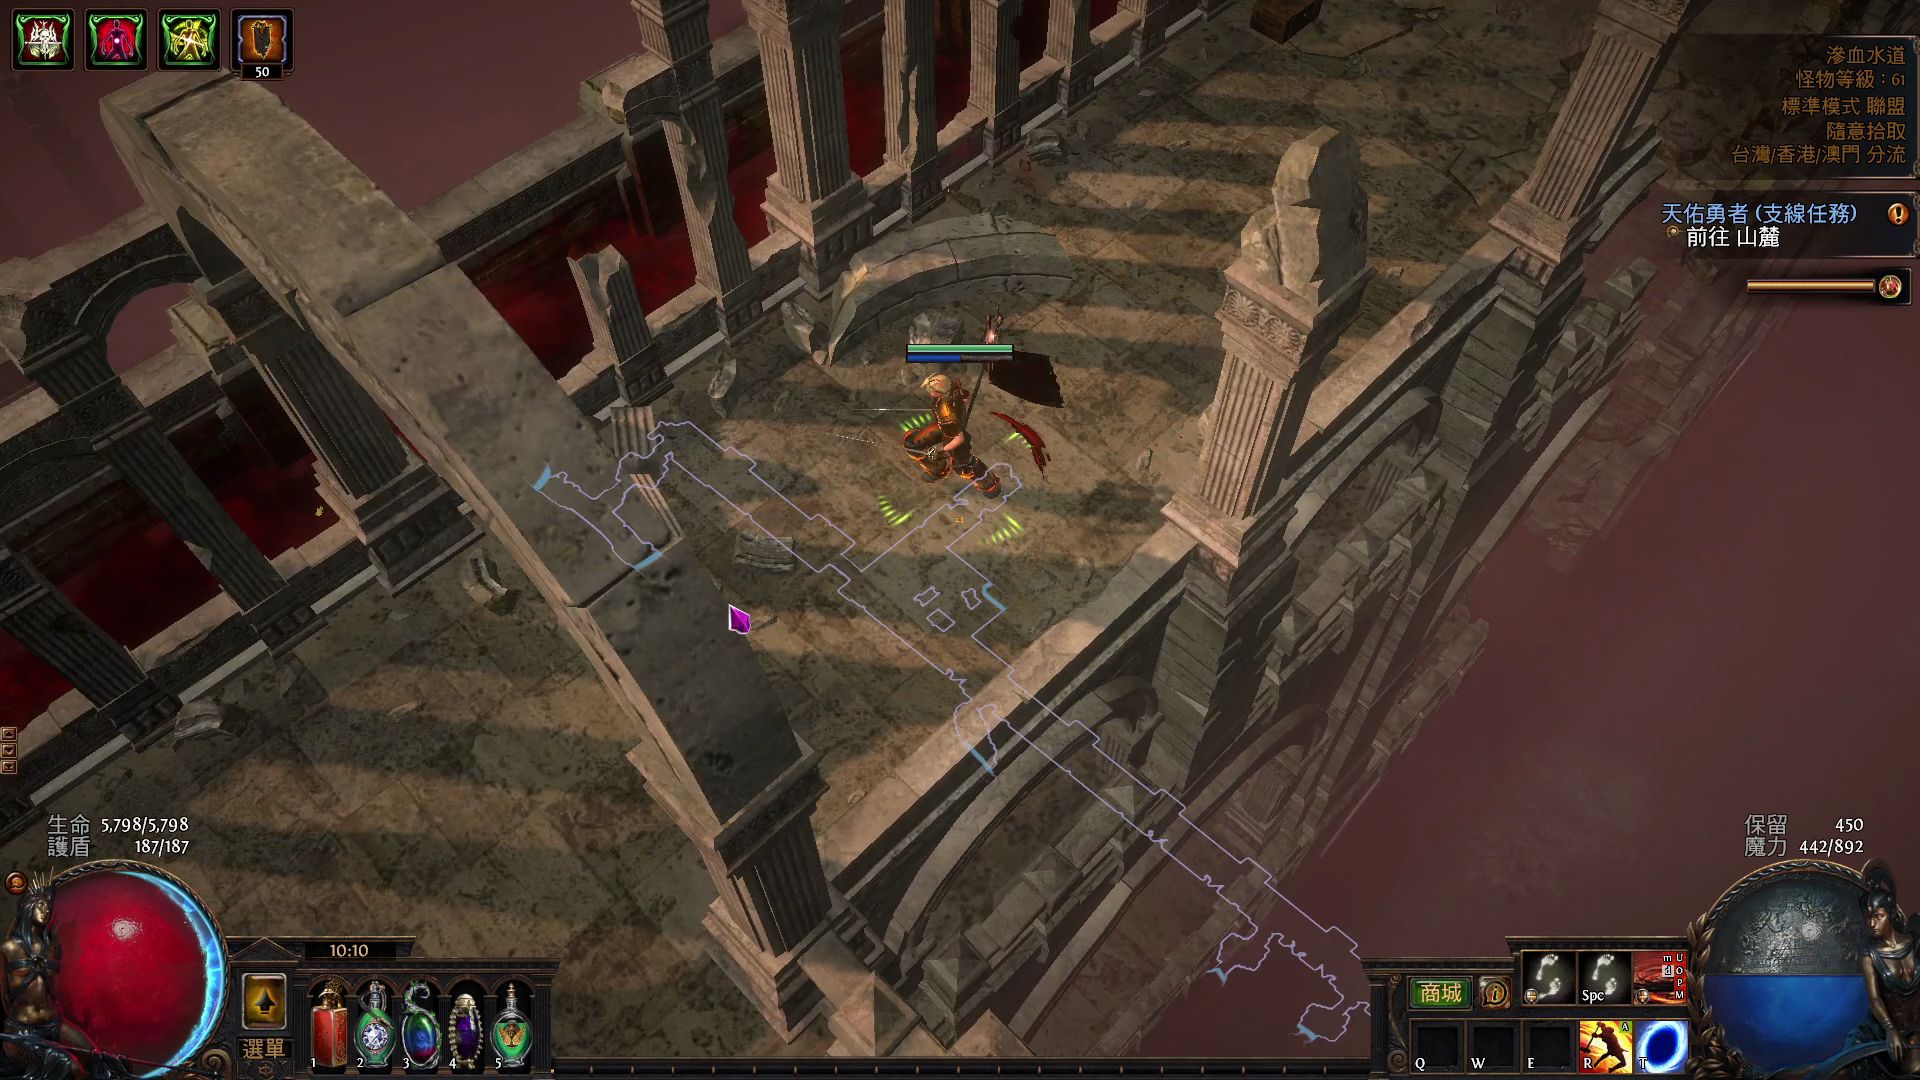 50
滲血水道
怪物等級：61
標準模式 聯盟
隨意拾取
台灣/香港/澳門 分流
天佑勇者 (支線任務)
前往 山麓
生命 5,798/5,798
護盾 187/187
保留 450
魔力 442/892
10:10
選單
1 2 3 4 5
商城
Spc
m U
d O
P
M
A
Q W E R T